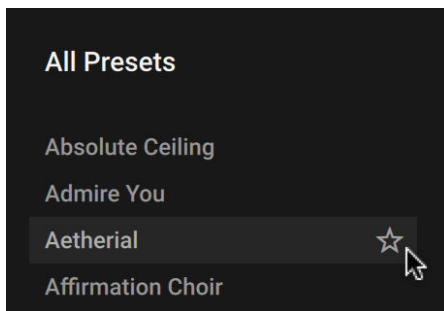 All Presets
Absolute Ceiling
Admire You
Aetherial
Affirmation Choir